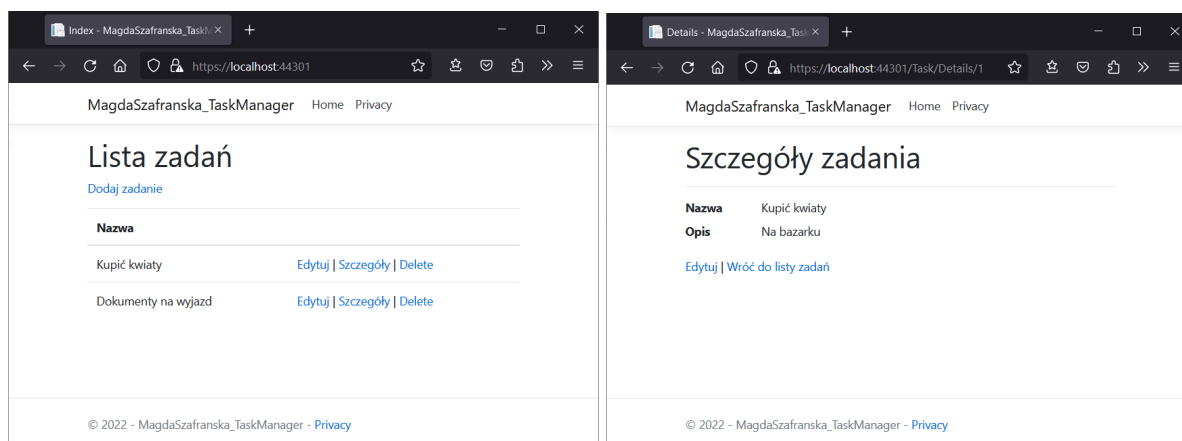 Index - MagdaSzafranska_Task
https://localhost:44301
MagdaSzafranska_TaskManager Home Privacy
Lista zadań
Dodaj zadanie
Nazwa
Kupić kwiaty Edytuj | Szczegóły | Delete
Dokumenty na wyjazd Edytuj | Szczegóły | Delete
© 2022 - MagdaSzafranska_TaskManager - Privacy
Details - MagdaSzafranska_Task
https://localhost:44301/Task/Details/1
MagdaSzafranska_TaskManager Home Privacy
Szczegóły zadania
Nazwa Kupić kwiaty
Opis Na bazarku
Edytuj | Wróć do listy zadań
© 2022 - MagdaSzafranska_TaskManager - Privacy